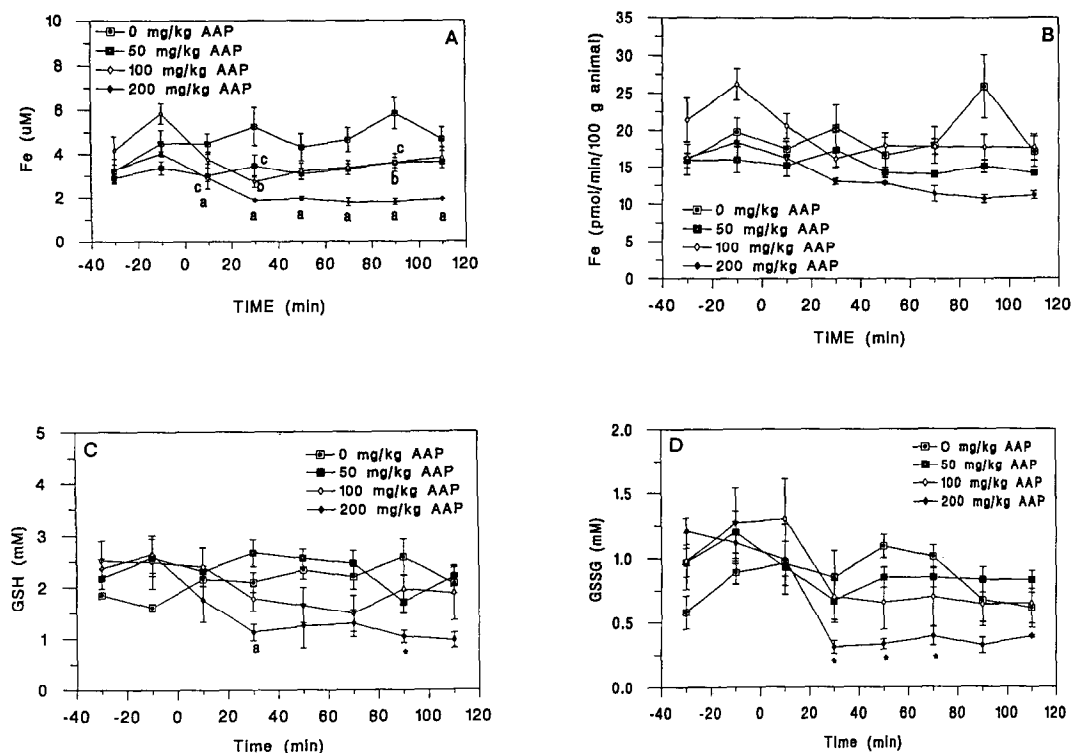 10
8
6
4
2
0
Fe (uM)
0 mg/kg AAP
50 mg/kg AAP
100 mg/kg AAP
200 mg/kg AAP
A
c
c
c
b
b
a
a
a
a
a
a
-40 -20 0 20 40 60 80 100 120
TIME (min)
35
30
25
20
15
10
5
0
Fe (pmol/min/100 g animal)
B
0 mg/kg AAP
50 mg/kg AAP
100 mg/kg AAP
200 mg/kg AAP
-40 -20 0 20 40 60 80 100 120
TIME (min)
5
4
3
2
1
0
GSH (mM)
C
0 mg/kg AAP
50 mg/kg AAP
100 mg/kg AAP
200 mg/kg AAP
a
*
-40 -20 0 20 40 60 80 100 120
Time (min)
2.0
1.5
1.0
0.5
0.0
GSSG (mM)
D
0 mg/kg AAP
50 mg/kg AAP
100 mg/kg AAP
200 mg/kg AAP
*
*
*
-40 -20 0 20 40 60 80 100 120
Time (min)